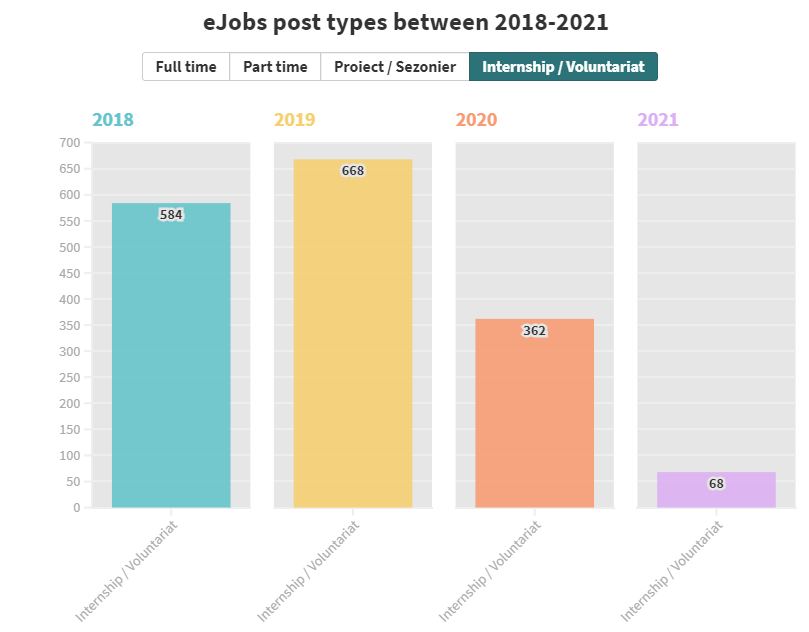 eJobs post types between 2018-2021
Full time Part time Proiect / Sezonier Internship / Voluntariat
2018 2019 2020 2021
700
650
600
550
500
450
400
350
300
250
200
150
100
50
0
584
668
362
68
Internship / Voluntariat
Internship / Voluntariat
Internship / Voluntariat
Internship / Voluntariat